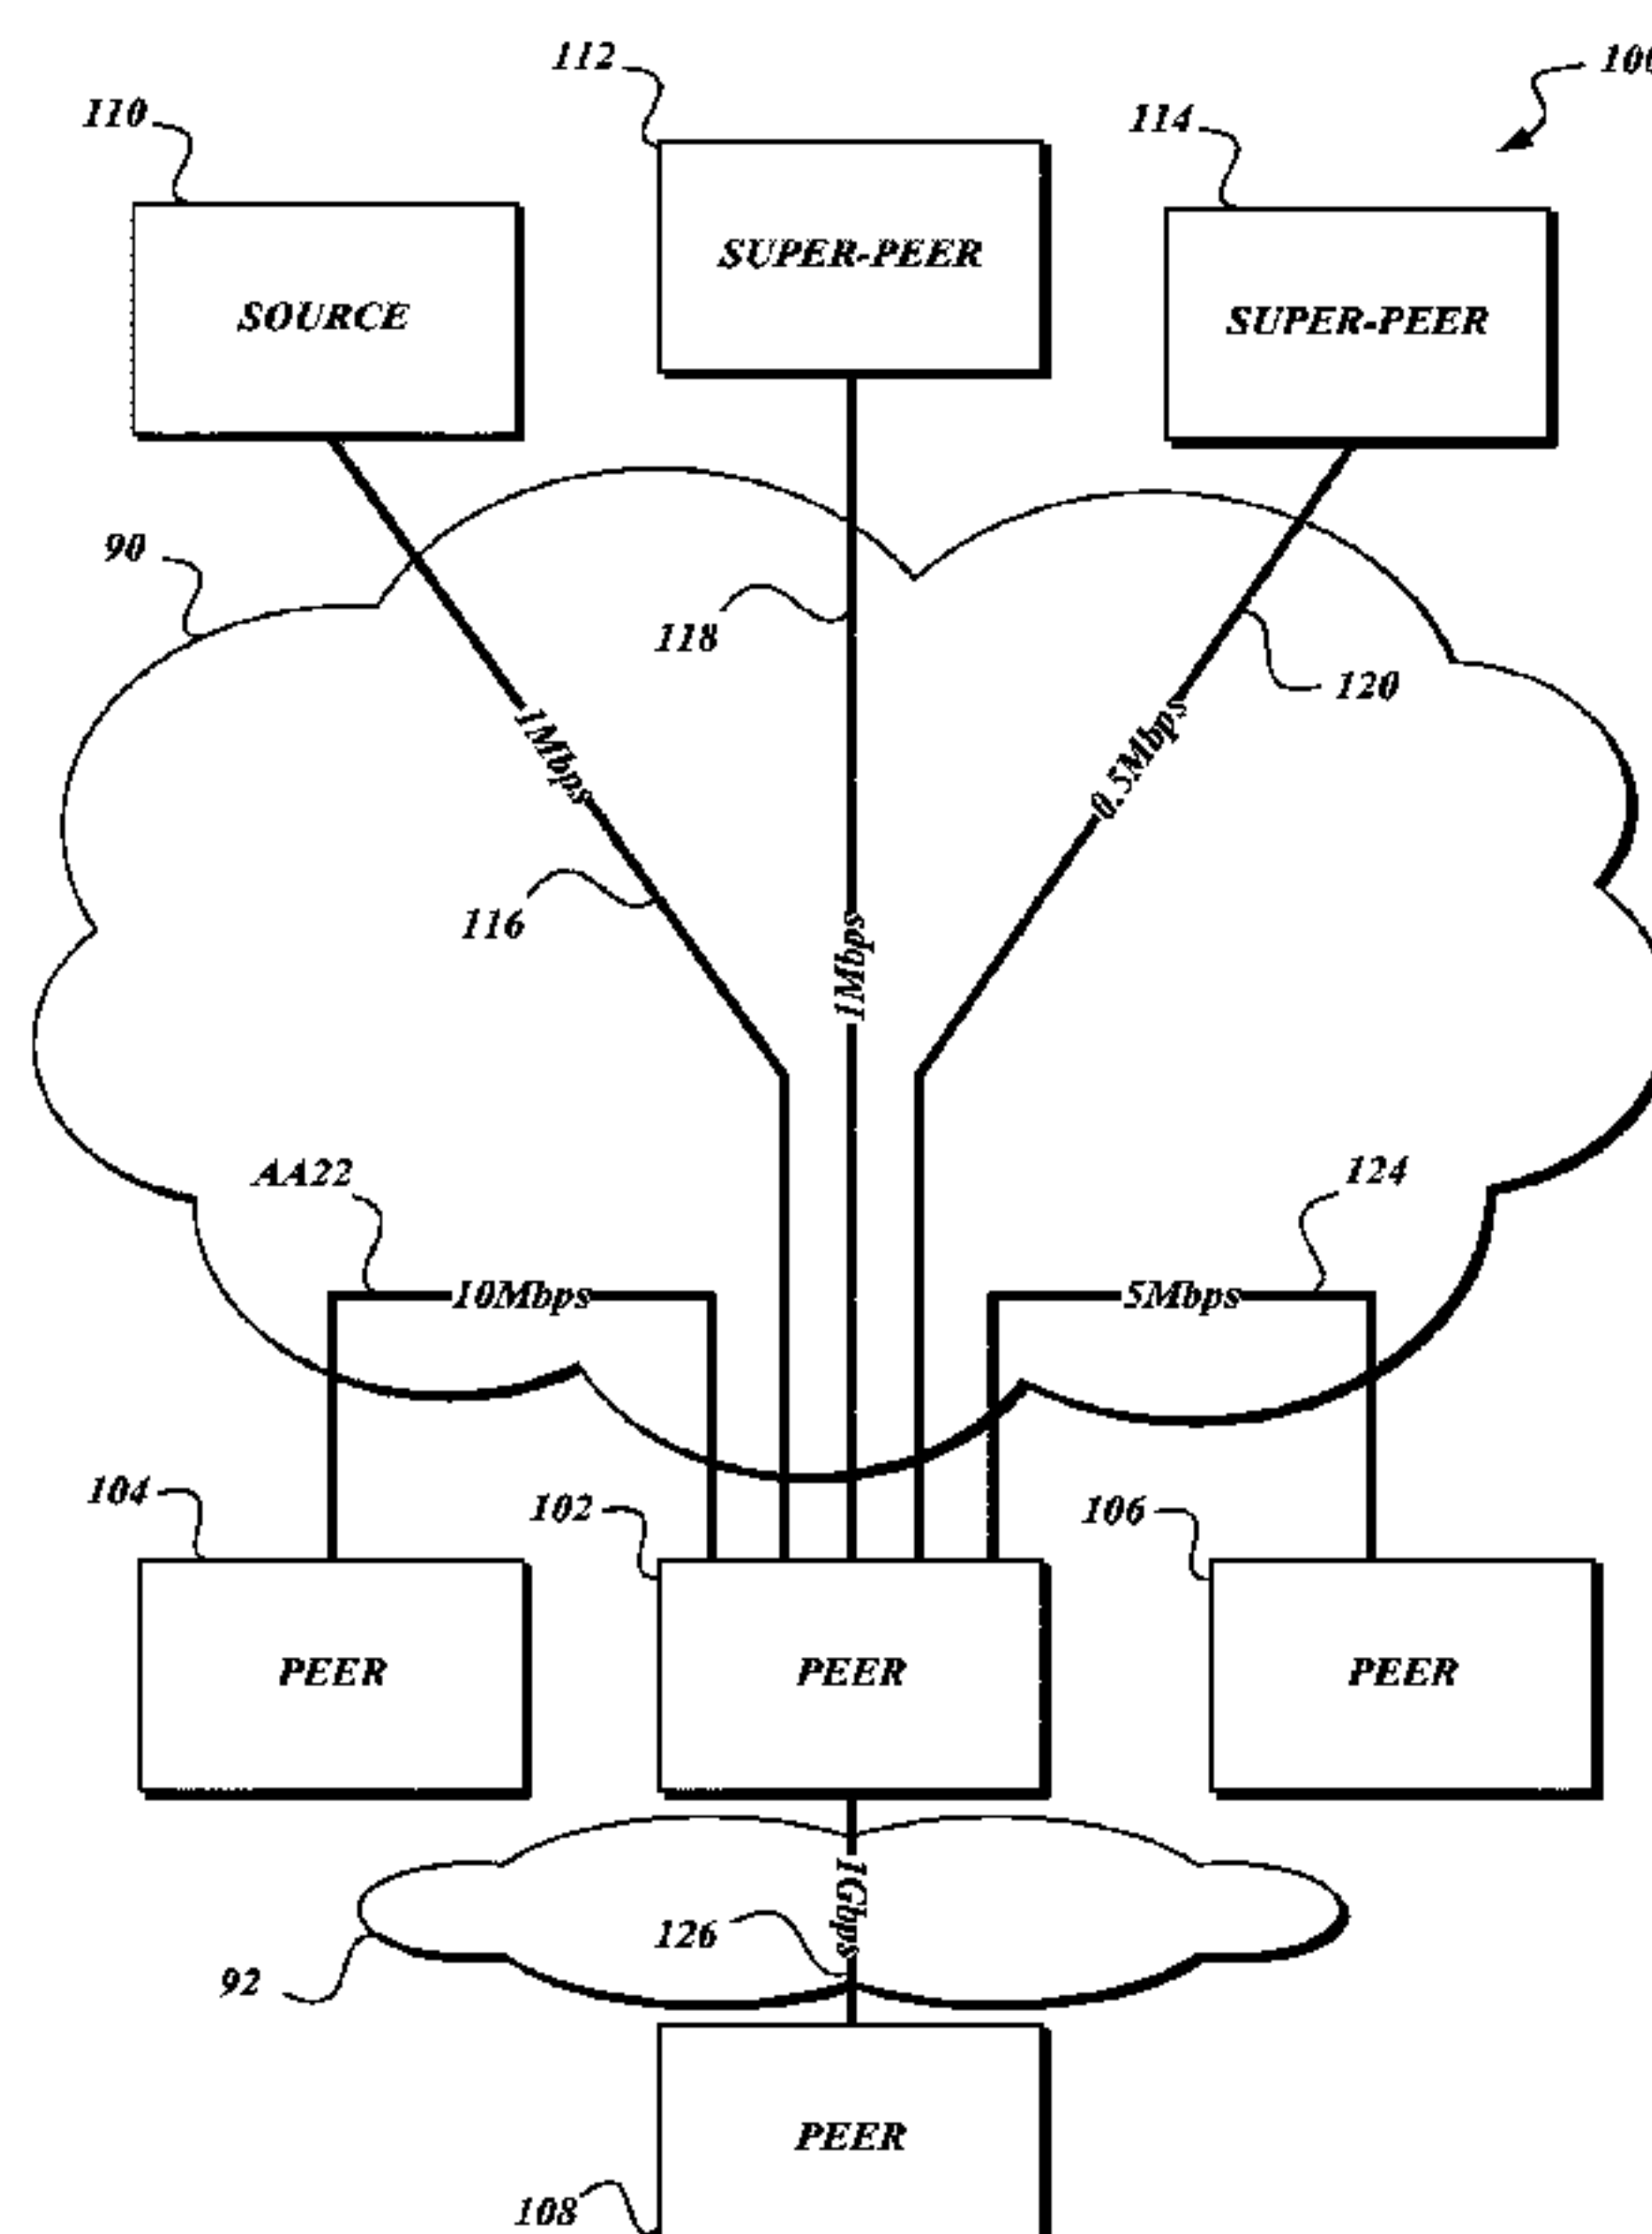 112
100
110
114
SUPER-PEER
SOURCE
SUPER-PEER
90
118
120
1Mbps
0.5Mbps
116
1Mbps
AA22
124
10Mbps
5Mbps
104
102
106
PEER
PEER
PEER
1Gbps
126
92
PEER
108